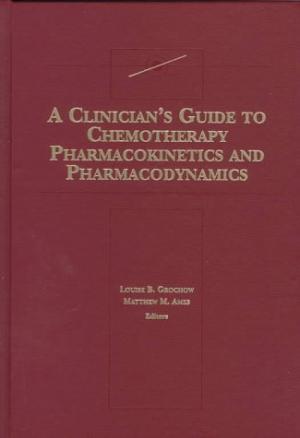 A CLINICIAN'S GUIDE TO
CHEMOTHERAPY
PHARMACOKINETICS AND
PHARMACODYNAMICS
LOUISE B. GROCHOW
MATTHEW M. AMES
Editors